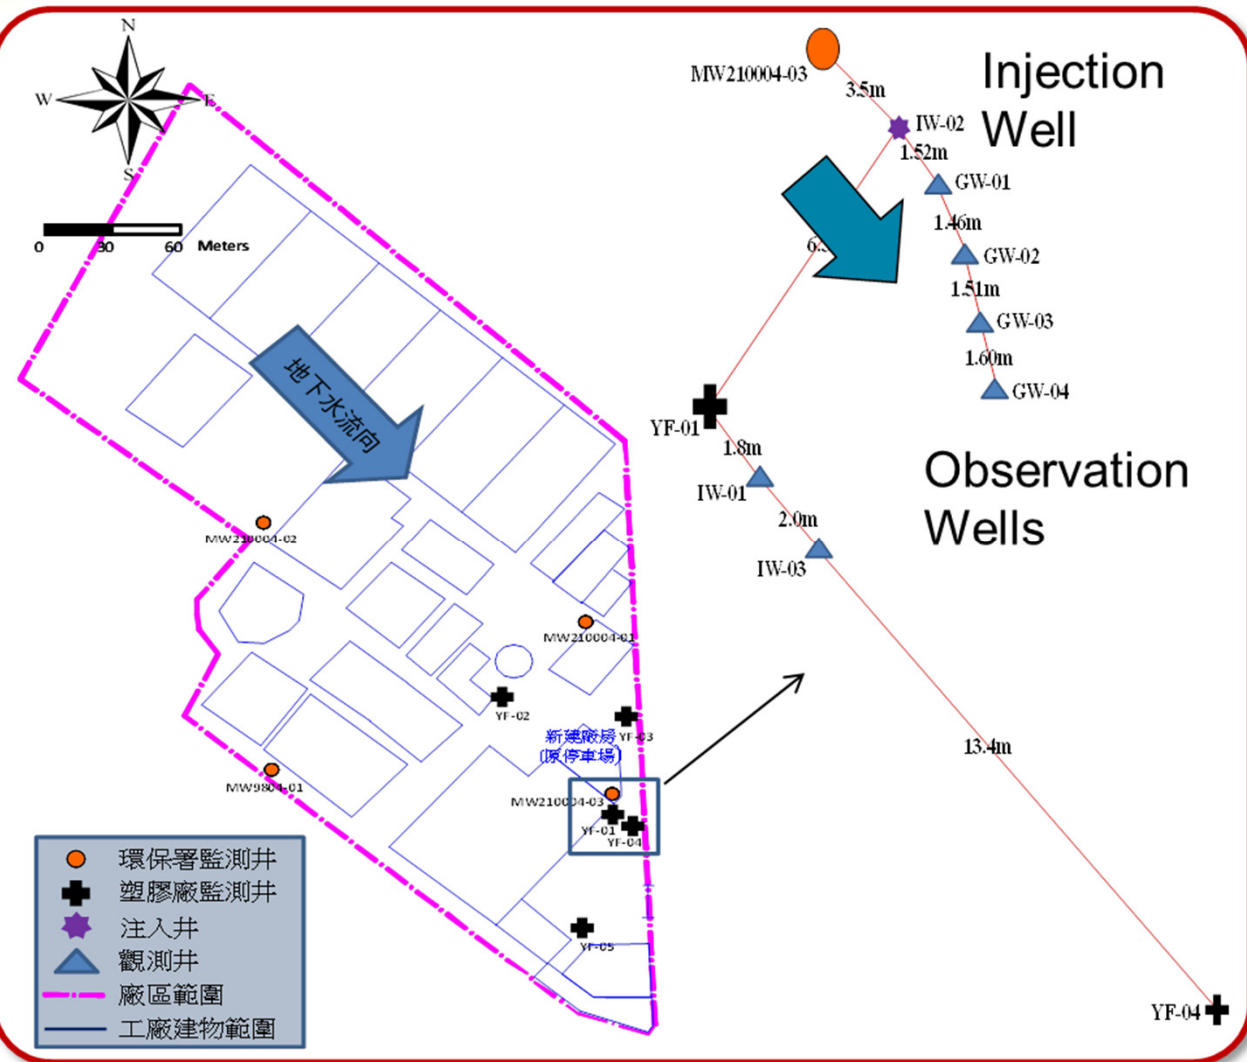 N
W
E
S
0
30
60
Meters
地下水流向
MW210004-02
MW210004-01
YF-02
YF-03
新建廠房
(原停車場)
MW9804-01
MW210004-03
YF-01
YF-04
YF-05
環保署監測井
塑膠廠監測井
注入井
觀測井
廠區範圍
工廠建物範圍
MW210004-03
3.5m
Injection
Well
IW-02
1.52m
GW-01
1.46m
GW-02
1.51m
GW-03
1.60m
GW-04
YF-01
1.8m
IW-01
2.0m
IW-03
Observation
Wells
13.4m
YF-04